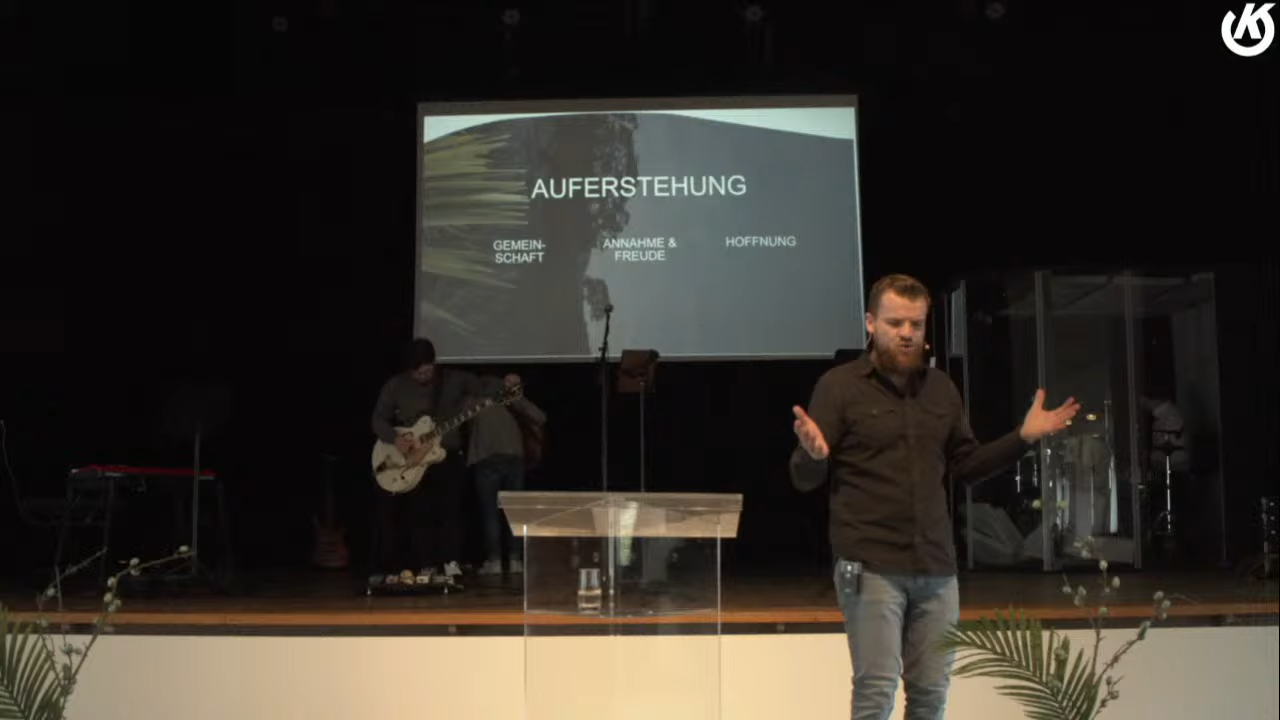 K
AUFERSTEHUNG
GEMEIN-
SCHAFT
ANNAHME &
FREUDE
HOFFNUNG